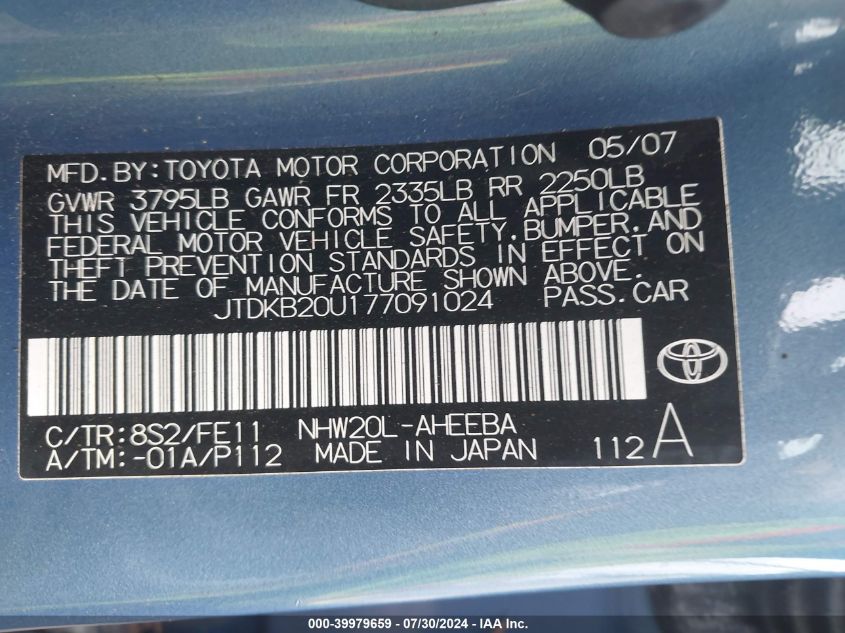 MFD.BY:TOYOTA MOTOR CORPORATION 05/07
GVWR 3795LB GAWR FR 2335LB RR 2250LB
THIS VEHICLE CONFORMS TO ALL APPLICABLE
FEDERAL MOTOR VEHICLE SAFETY,BUMPER,AND
THEFT PREVENTION STANDARDS IN EFFECT ON
THE DATE OF MANUFACTURE SHOWN ABOVE.
JTDKB20U177091024 PASS.CAR
C/TR:8S2/FE11 NHW20L-AHEEBA
A/TM:-01A/P112 MADE IN JAPAN 112A
000-39979659 - 07/30/2024 - IAA Inc.